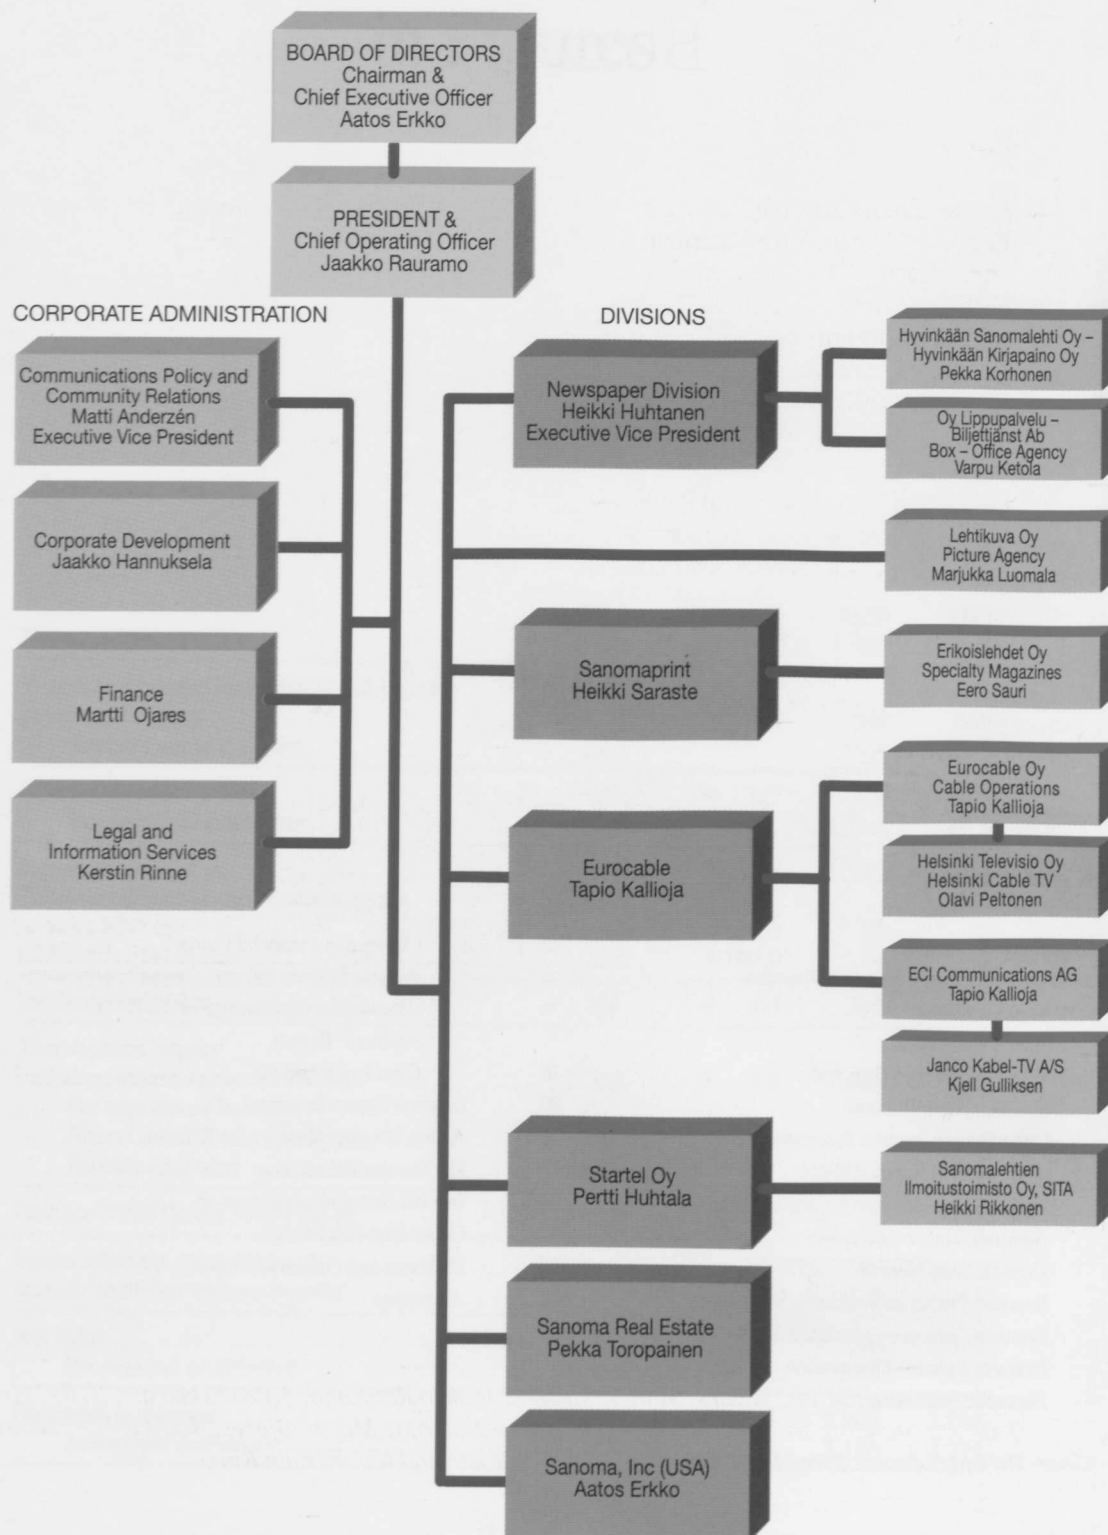 BOARD OF DIRECTORS
Chairman &
Chief Executive Officer
Aatos Erkko
PRESIDENT &
Chief Operating Officer
Jaakko Rauramo
CORPORATE ADMINISTRATION
Communications Policy and
Community Relations
Matti Anderzén
Executive Vice President
Corporate Development
Jaakko Hannuksela
Finance
Martti Ojares
Legal and
Information Services
Kerstin Rinne
DIVISIONS
Newspaper Division
Heikki Huhtanen
Executive Vice President
Hyvinkään Sanomalehti Oy –
Hyvinkään Kirjapaino Oy
Pekka Korhonen
Oy Lippupalvelu –
Biljettjänst Ab
Box – Office Agency
Varpu Ketola
Lehtikuva Oy
Picture Agency
Marjukka Luomala
Sanomaprint
Heikki Saraste
Erikoislehdet Oy
Specialty Magazines
Eero Sauri
Eurocable
Tapio Kallioja
Eurocable Oy
Cable Operations
Tapio Kallioja
Helsinki Televisio Oy
Helsinki Cable TV
Olavi Peltonen
ECI Communications AG
Tapio Kallioja
Janco Kabel-TV A/S
Kjell Gulliksen
Startel Oy
Pertti Huhtala
Sanomalehtien
Ilmoitustoimisto Oy, SITA
Heikki Rikkonen
Sanoma Real Estate
Pekka Toropainen
Sanoma, Inc (USA)
Aatos Erkko